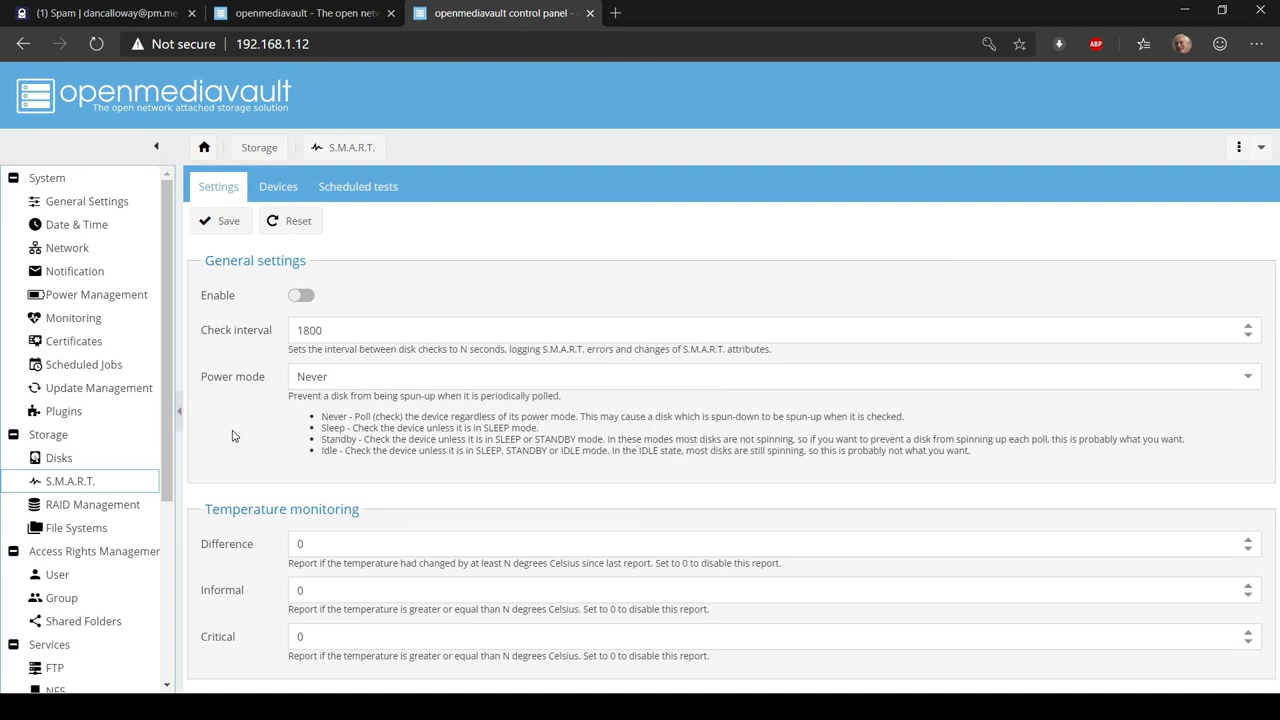 (1) Spam | dancalloway@pm.me
openmediavault - The open netw
openmediavault control panel -
Not secure
192.168.1.12
ABP
openmediavault
The open network attached storage solution
Storage
S.M.A.R.T.
System
General Settings
Date & Time
Network
Notification
Power Management
Monitoring
Certificates
Scheduled Jobs
Update Management
Plugins
Storage
Disks
S.M.A.R.T.
RAID Management
File Systems
Access Rights Managemen
User
Group
Shared Folders
Services
FTP
NFS
Settings
Devices
Scheduled tests
Save
Reset
General settings
Enable
Check interval
1800
Sets the interval between disk checks to N seconds, logging S.M.A.R.T. errors and changes of S.M.A.R.T. attributes.
Power mode
Never
Prevent a disk from being spun-up when it is periodically polled.
• Never - Poll (check) the device regardless of its power mode. This may cause a disk which is spun-down to be spun-up when it is checked.
• Sleep - Check the device unless it is in SLEEP mode.
• Standby - Check the device unless it is in SLEEP or STANDBY mode. In these modes most disks are not spinning, so if you want to prevent a disk from spinning up each poll, this is probably what you want.
• Idle - Check the device unless it is in SLEEP, STANDBY or IDLE mode. In the IDLE state, most disks are still spinning, so this is probably not what you want.
Temperature monitoring
Difference
0
Report if the temperature had changed by at least N degrees Celsius since last report. Set to 0 to disable this report.
Informal
0
Report if the temperature is greater or equal than N degrees Celsius. Set to 0 to disable this report.
Critical
0
Report if the temperature is greater or equal than N degrees Celsius. Set to 0 to disable this report.